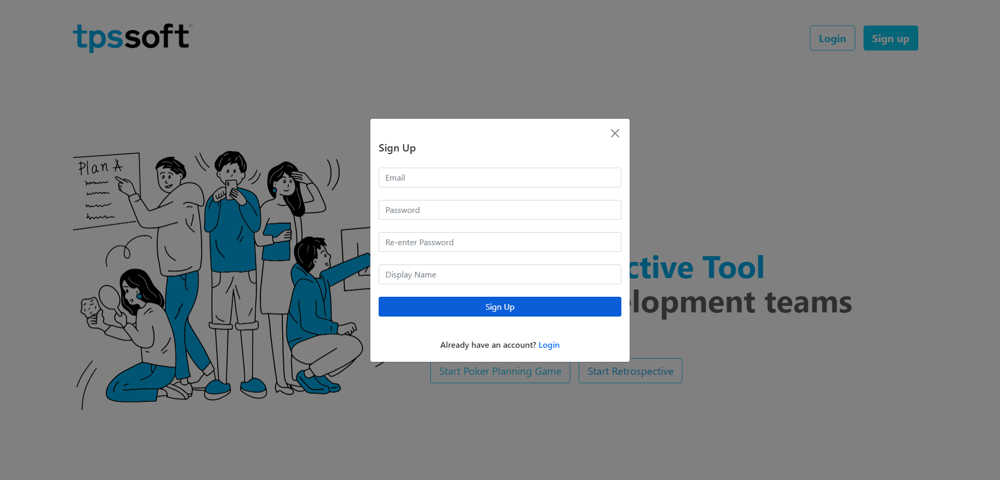 tpssoft®
Login
Sign up
Sign Up
Plan A
Email
Password
Re-enter Password
Display Name
Sign Up
Already have an account? Login
ctive Tool
elopment teams
Start Poker Planning Game
Start Retrospective